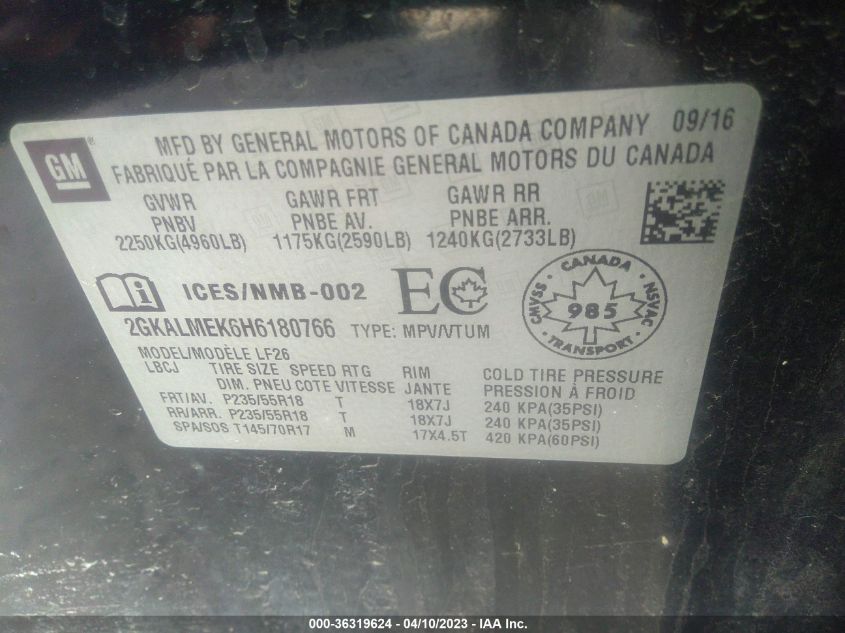 GM ®
MFD BY GENERAL MOTORS OF CANADA COMPANY 09/16
FABRIQUÉ PAR LA COMPAGNIE GENERAL MOTORS DU CANADA
GVWR GAWR FRT GAWR RR
PNBV PNBE AV. PNBE ARR.
2250KG(4960LB) 1175KG(2590LB) 1240KG(2733LB)
ICES/NMB-002 EC
CANADA
CMVSS 985 NSVAC
TRANSPORT
2GKALMEK6H6180766 TYPE: MPV/VTUM
MODEL/MODÈLE LF26
LBCJ TIRE SIZE SPEED RTG RIM COLD TIRE PRESSURE
DIM. PNEU COTE VITESSE JANTE PRESSION À FROID
FRT/AV. P235/55R18 T 18X7J 240 KPA(35PSI)
RR/ARR. P235/55R18 T 18X7J 240 KPA(35PSI)
SPA/SOS T145/70R17 M 17X4.5T 420 KPA(60PSI)
000-36319624 - 04/10/2023 - IAA Inc.